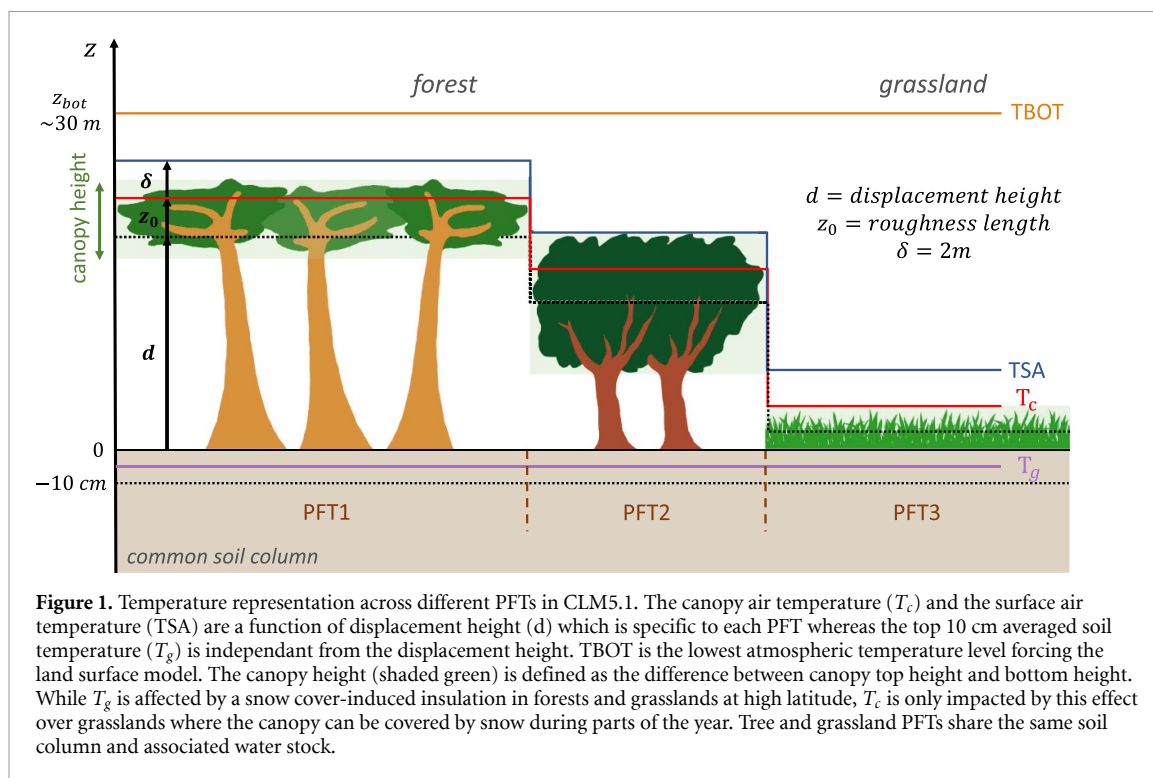 z
forest
grassland
z_bot
~30 m
TBOT
canopy height
δ
z_0
d
d = displacement height
z_0 = roughness length
δ = 2m
TSA
T_c
0
T_g
−10 cm
PFT1
PFT2
PFT3
common soil column
Figure 1. Temperature representation across different PFTs in CLM5.1. The canopy air temperature (T_c) and the surface air
temperature (TSA) are a function of displacement height (d) which is specific to each PFT whereas the top 10 cm averaged soil
temperature (T_g) is independant from the displacement height. TBOT is the lowest atmospheric temperature level forcing the
land surface model. The canopy height (shaded green) is defined as the difference between canopy top height and bottom height.
While T_g is affected by a snow cover-induced insulation in forests and grasslands at high latitude, T_c is only impacted by this effect
over grasslands where the canopy can be covered by snow during parts of the year. Tree and grassland PFTs share the same soil
column and associated water stock.